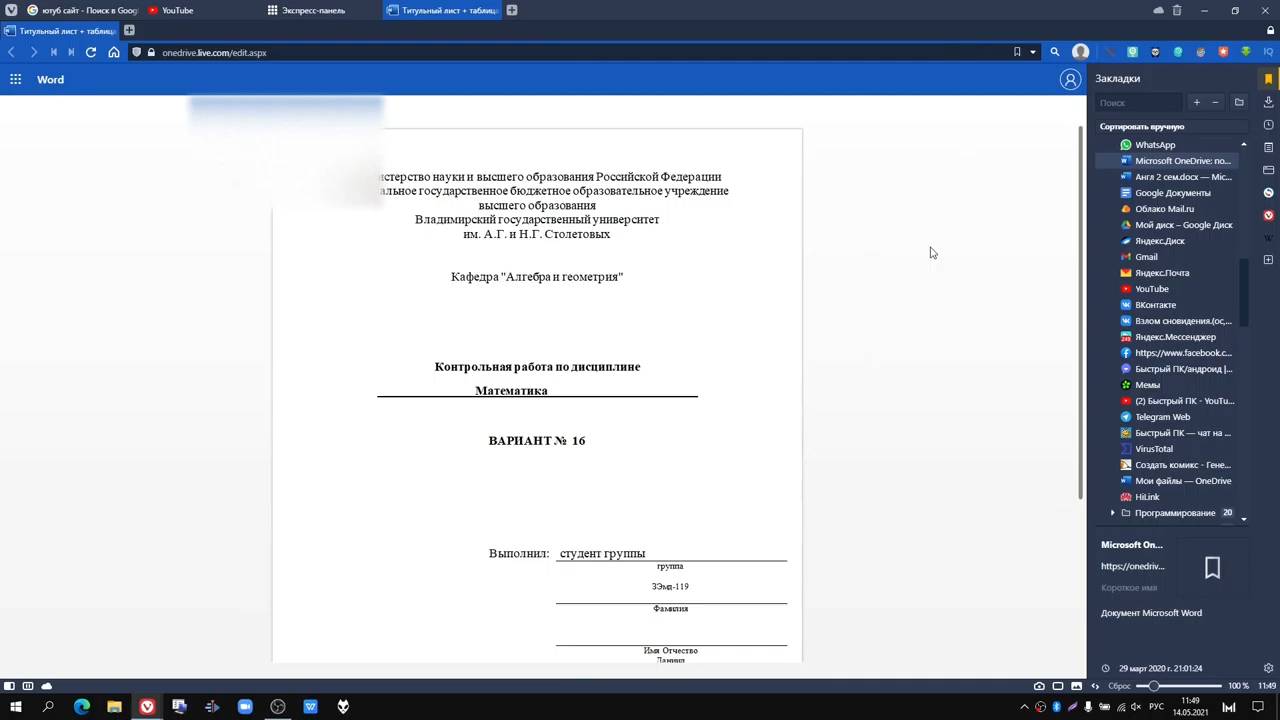 ютуб сайт - Поиск в Goog
YouTube
Экспресс-панель
Титульный лист + таблица
Титульный лист + таблица
onedrive.live.com/edit.aspx
Word
Закладки
Поиск
Сортировать вручную
WhatsApp
Microsoft OneDrive: по...
Англ 2 сем.docx — Mic...
Google Документы
Облако Mail.ru
Мой диск – Google Диск
Яндекс.Диск
Gmail
Яндекс.Почта
YouTube
ВКонтакте
Взлом сновидения.(ос,...
Яндекс.Мессенджер
https://www.facebook.c...
Быстрый ПК/андроид |...
Мемы
(2) Быстрый ПК - YouTu...
Telegram Web
Быстрый ПК — чат на ...
VirusTotal
Создать комикс - Гене...
Мои файлы — OneDrive
HiLink
Программирование 20
Microsoft On...
https://onedriv...
Короткое имя
Документ Microsoft Word
29 март 2020 г. 21:01:24
истерство науки и высшего образования Российской Федерации
альное государственное бюджетное образовательное учреждение
высшего образования
Владимирский государственный университет
им. А.Г. и Н.Г. Столетовых
Кафедра "Алгебра и геометрия"
Контрольная работа по дисциплине
Математика
ВАРИАНТ № 16
Выполнил: студент группы
группа
ЗЭмд-119
Фамилия
Имя Отчество
Даниил
Сброс
100 %
11:49
РУС
11:49
14.05.2021